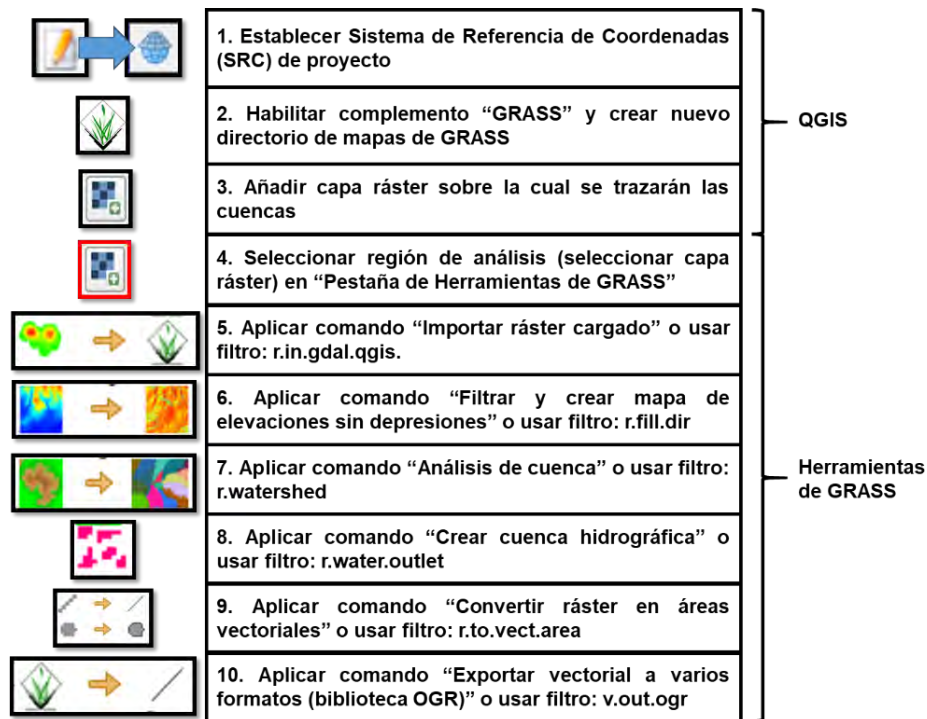 1. Establecer Sistema de Referencia de Coordenadas
(SRC) de proyecto
2. Habilitar complemento “GRASS” y crear nuevo
directorio de mapas de GRASS
3. Añadir capa ráster sobre la cual se trazarán las
cuencas
QGIS
4. Seleccionar región de análisis (seleccionar capa
ráster) en “Pestaña de Herramientas de GRASS”
5. Aplicar comando “Importar ráster cargado” o usar
filtro: r.in.gdal.qgis.
6. Aplicar comando “Filtrar y crear mapa de
elevaciones sin depresiones” o usar filtro: r.fill.dir
7. Aplicar comando “Análisis de cuenca” o usar filtro:
r.watershed
8. Aplicar comando “Crear cuenca hidrográfica” o
usar filtro: r.water.outlet
9. Aplicar comando “Convertir ráster en áreas
vectoriales” o usar filtro: r.to.vect.area
10. Aplicar comando “Exportar vectorial a varios
formatos (biblioteca OGR)” o usar filtro: v.out.ogr
Herramientas
de GRASS